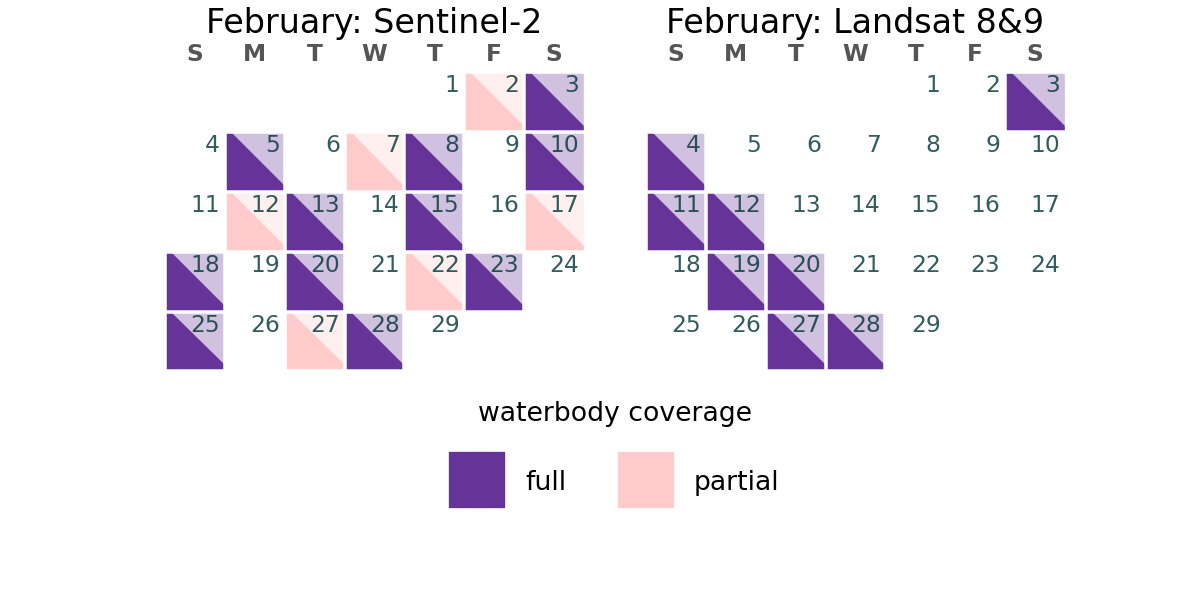 February: Sentinel-2
S M T W T F S
1 2 3
4 5 6 7 8 9 10
11 12 13 14 15 16 17
18 19 20 21 22 23 24
25 26 27 28 29
February: Landsat 8&9
S M T W T F S
1 2 3
4 5 6 7 8 9 10
11 12 13 14 15 16 17
18 19 20 21 22 23 24
25 26 27 28 29
waterbody coverage
full partial